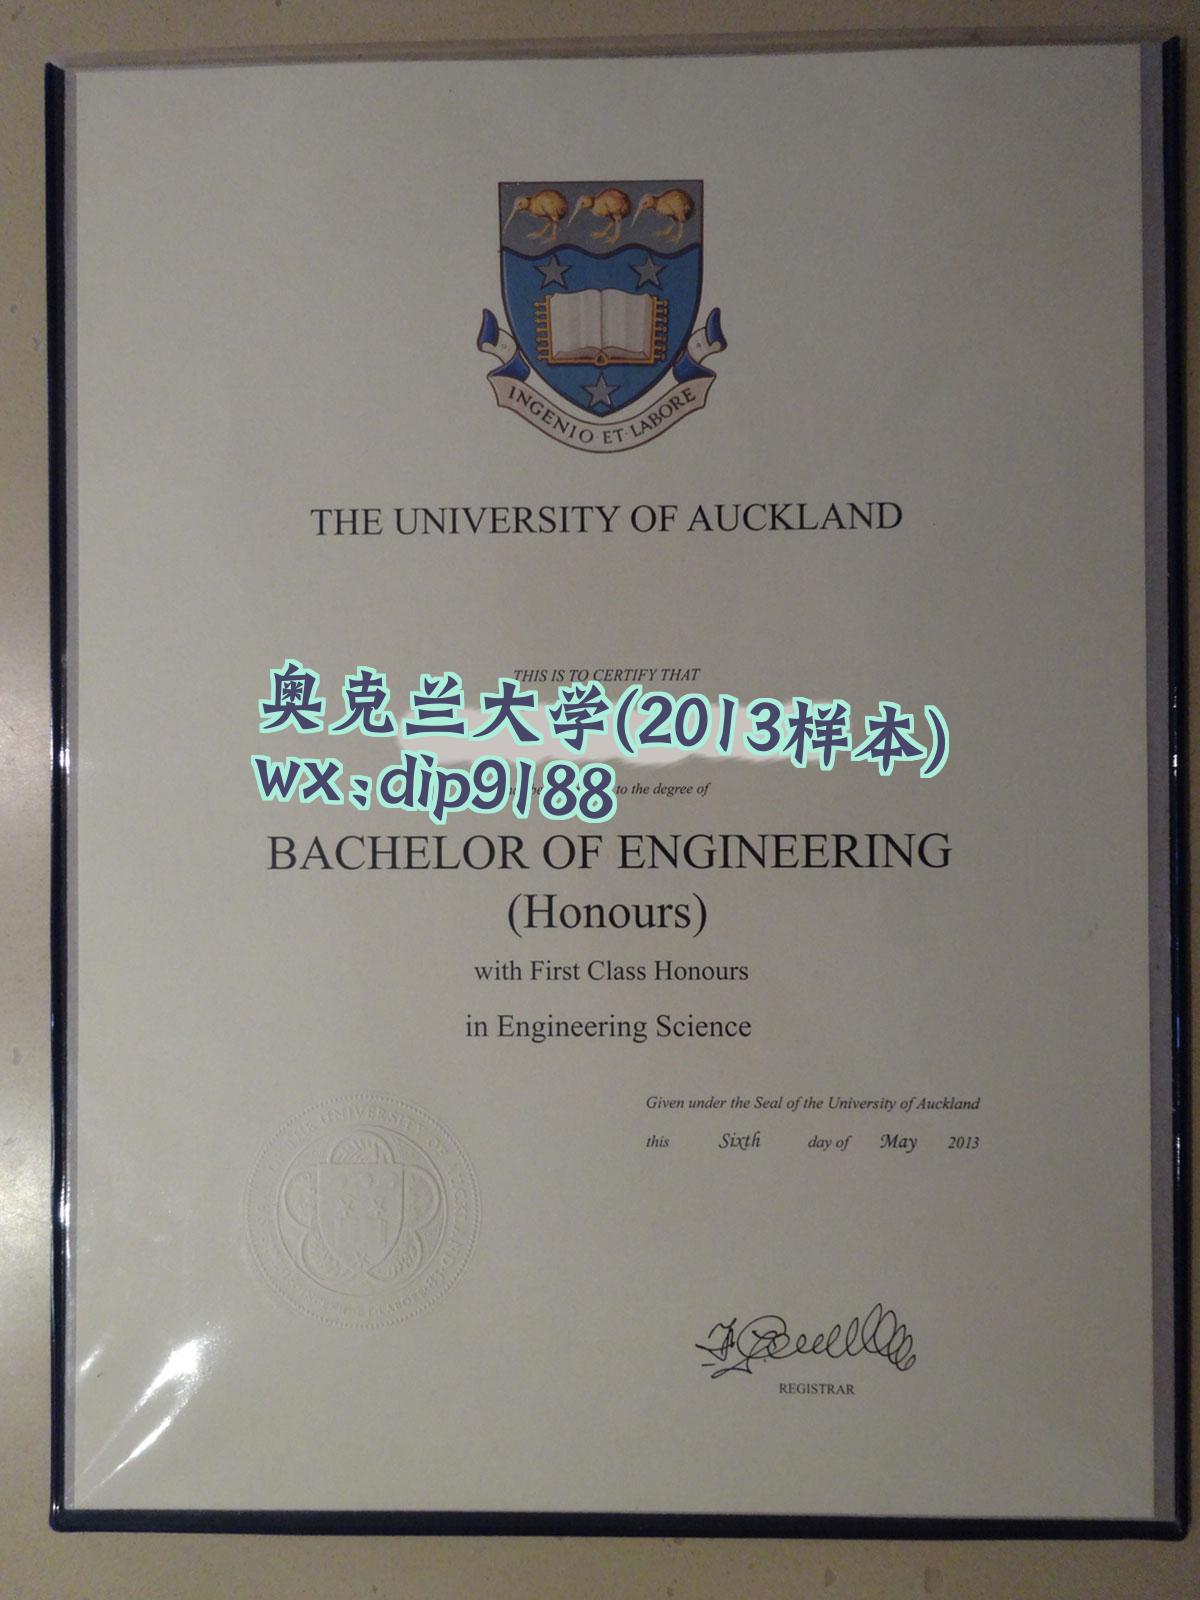 INGENIO ET LABORE
THE UNIVERSITY OF AUCKLAND
THIS IS TO CERTIFY THAT
奥克兰大学(2013样本)
wx:dip9188
to the degree of
BACHELOR OF ENGINEERING
(Honours)
with First Class Honours
in Engineering Science
Given under the Seal of the University of Auckland
this Sixth day of May 2013
REGISTRAR